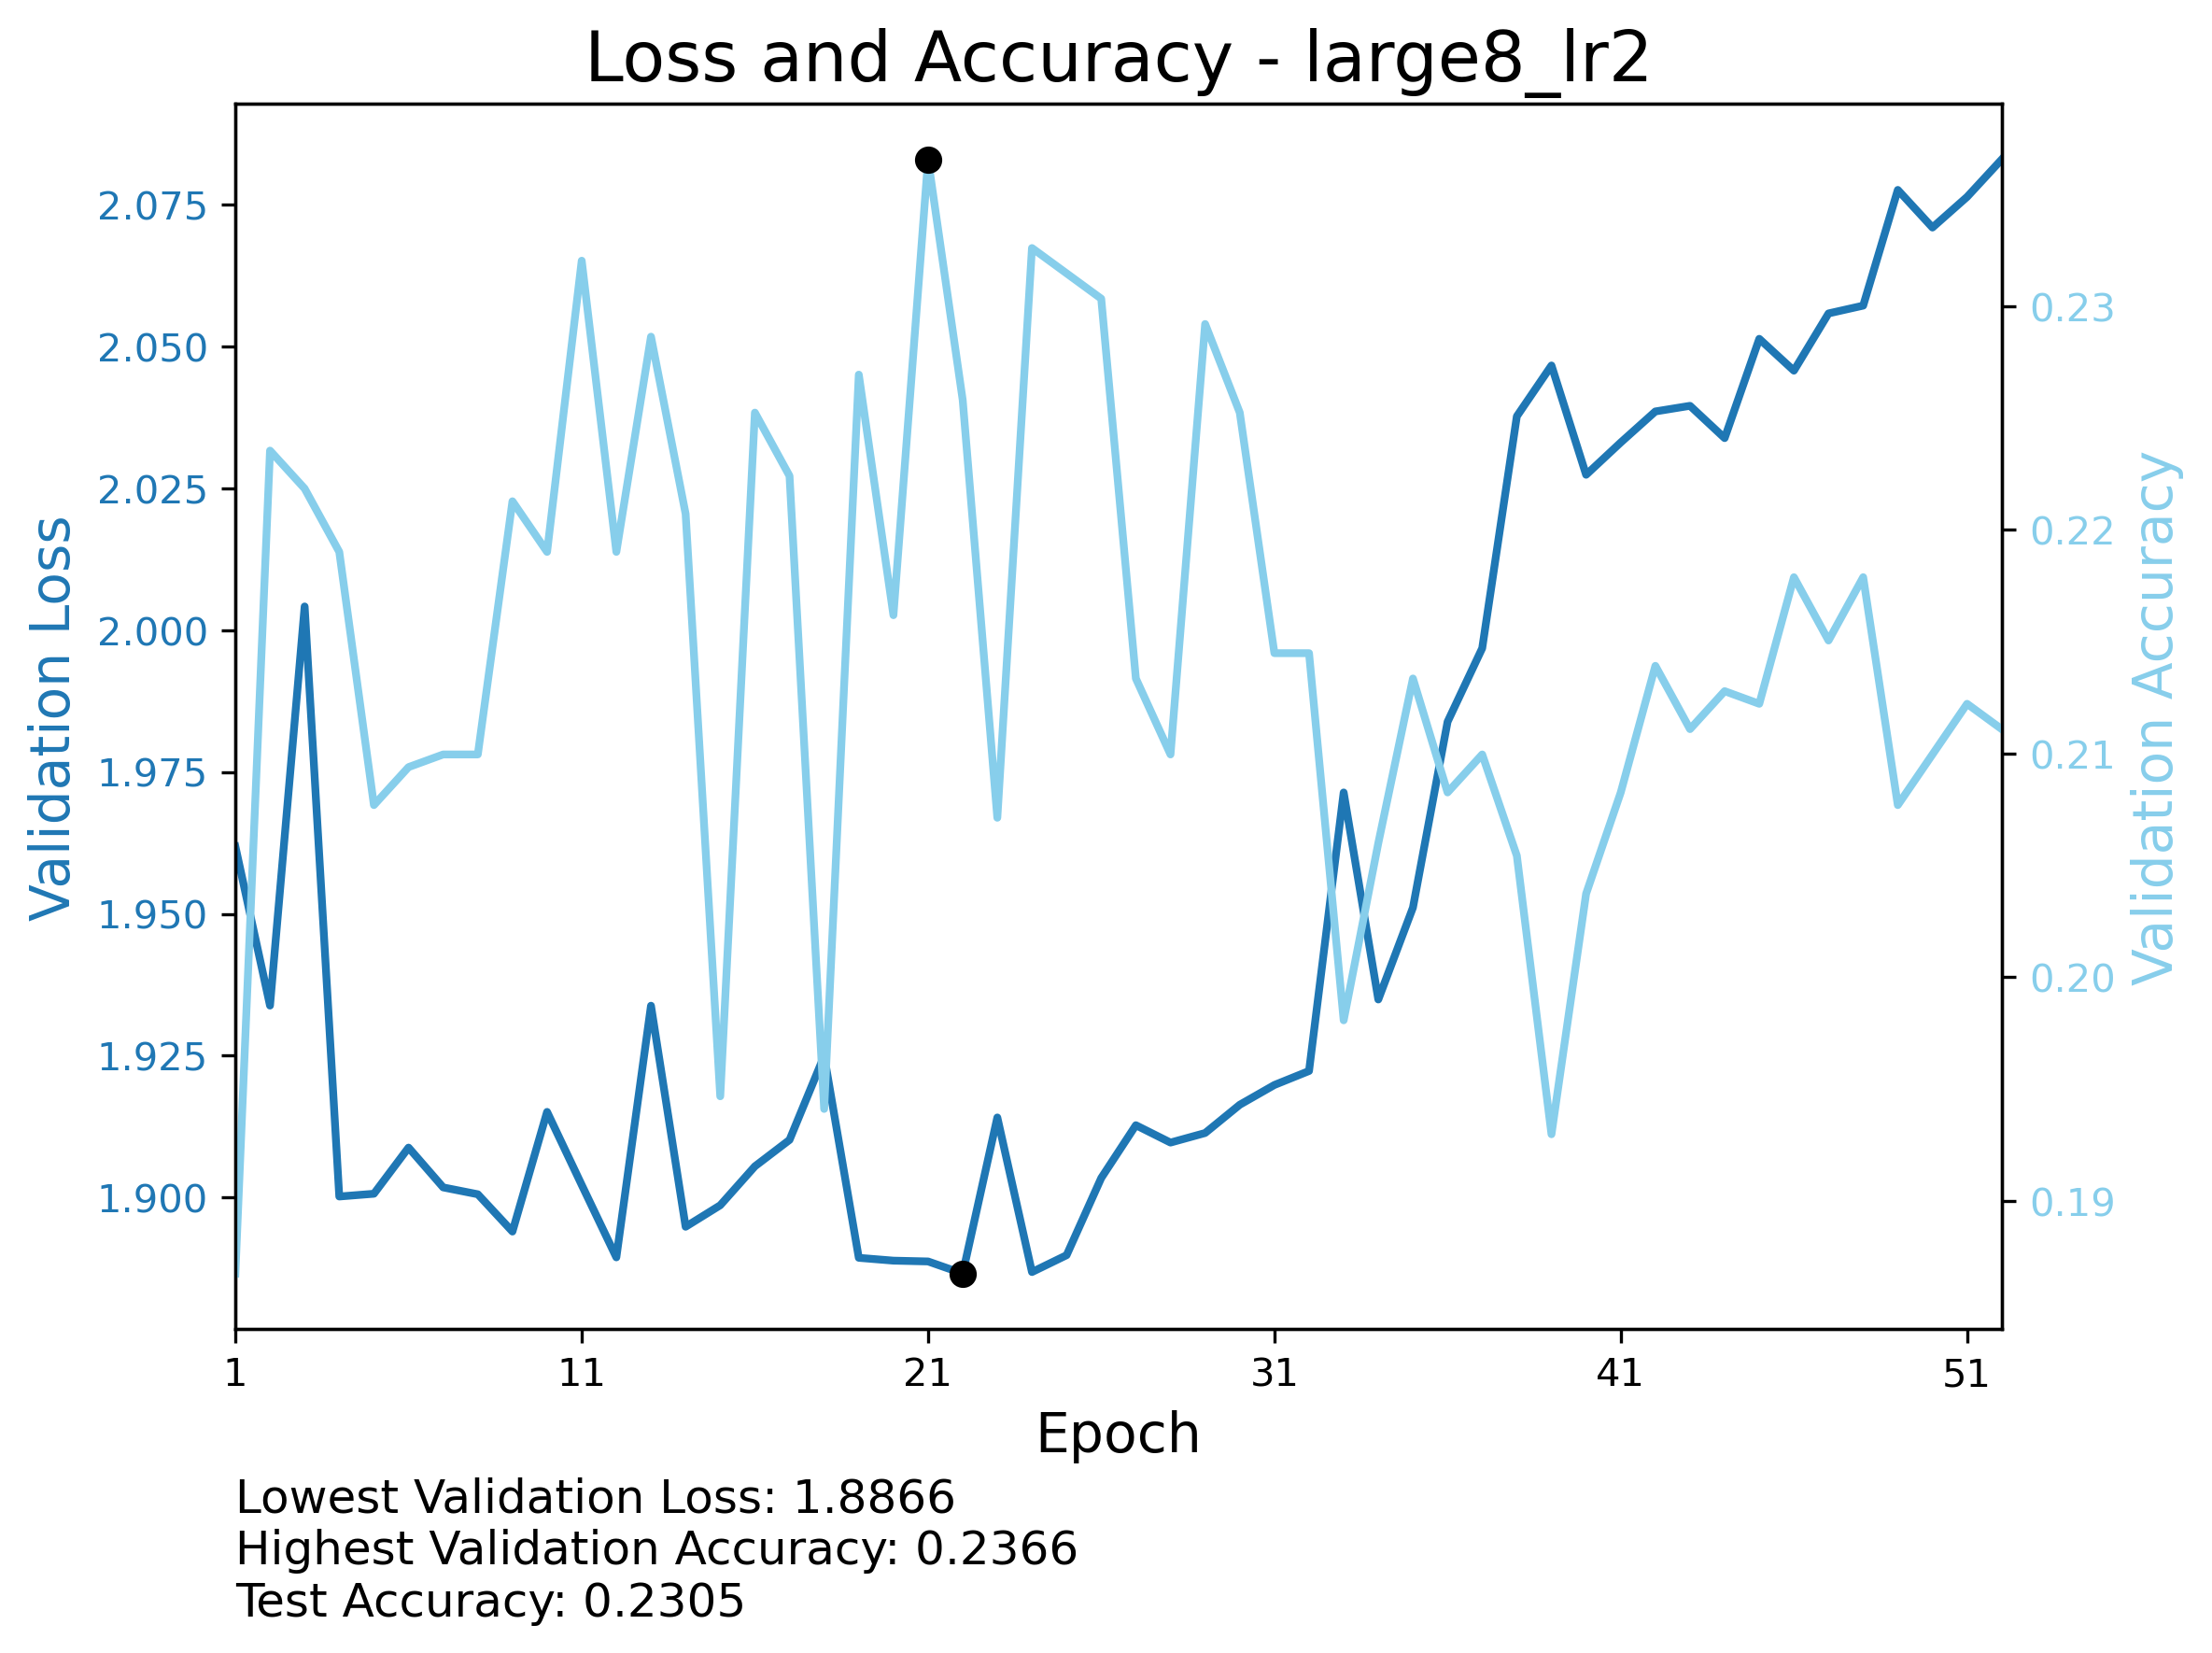 Loss and Accuracy - large8_lr2
2.075
2.050
2.025
2.000
1.975
1.950
1.925
1.900
Validation Loss
0.23
0.22
0.21
0.20
0.19
Validation Accuracy
1 11 21 31 41 51
Epoch
Lowest Validation Loss: 1.8866
Highest Validation Accuracy: 0.2366
Test Accuracy: 0.2305